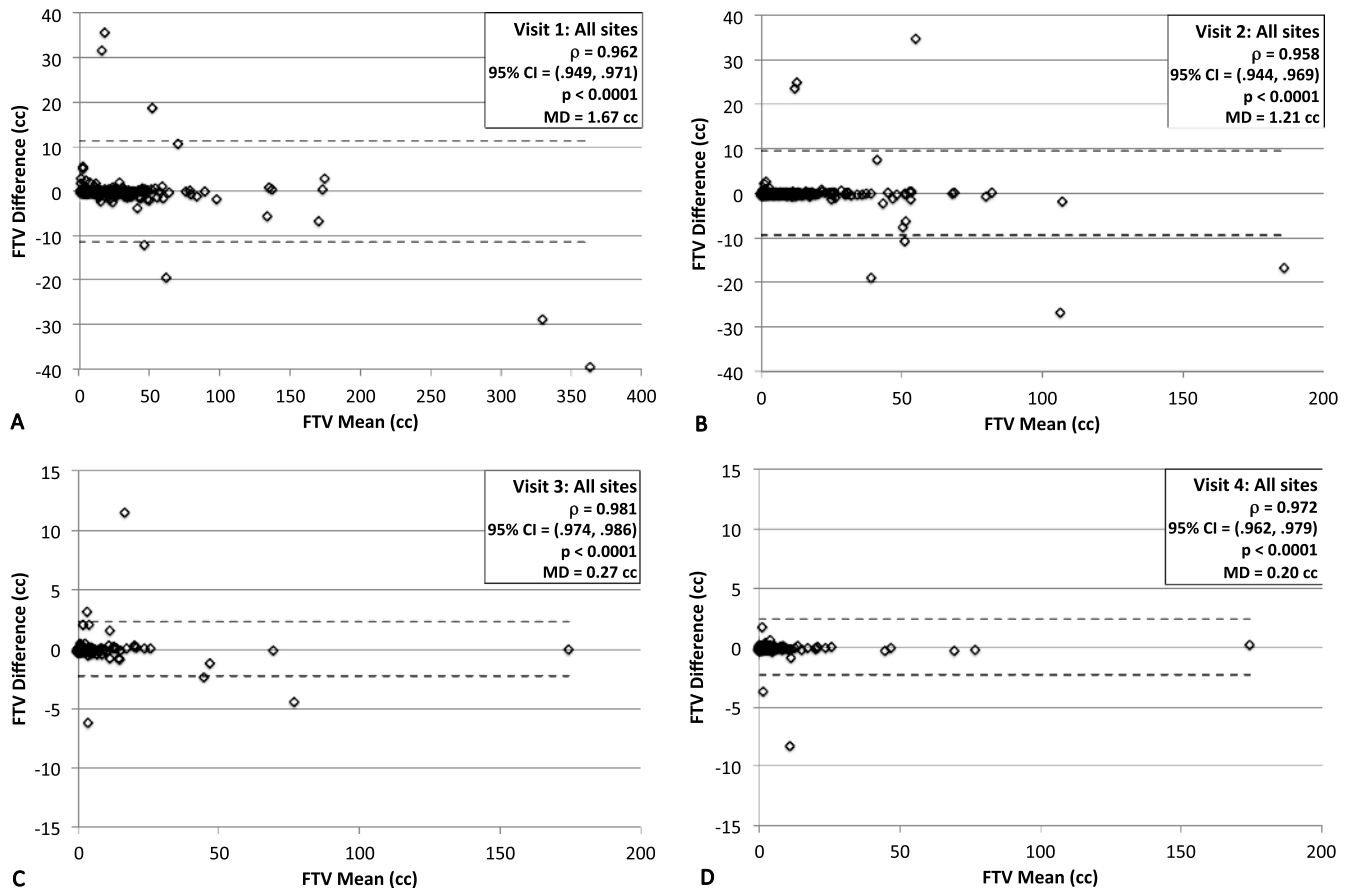 Visit 1: All sites
ρ = 0.962
95% CI = (.949, .971)
p < 0.0001
MD = 1.67 cc
FTV Difference (cc)
40
30
20
10
0
-10
-20
-30
-40
0 50 100 150 200 250 300 350 400
FTV Mean (cc)
A
Visit 2: All sites
ρ = 0.958
95% CI = (.944, .969)
p < 0.0001
MD = 1.21 cc
FTV Difference (cc)
40
30
20
10
0
-10
-20
-30
-40
0 50 100 150 200
FTV Mean (cc)
B
Visit 3: All sites
ρ = 0.981
95% CI = (.974, .986)
p < 0.0001
MD = 0.27 cc
FTV Difference (cc)
15
10
5
0
-5
-10
-15
0 50 100 150 200
FTV Mean (cc)
C
Visit 4: All sites
ρ = 0.972
95% CI = (.962, .979)
p < 0.0001
MD = 0.20 cc
FTV Difference (cc)
15
10
5
0
-5
-10
-15
0 50 100 150 200
FTV Mean (cc)
D